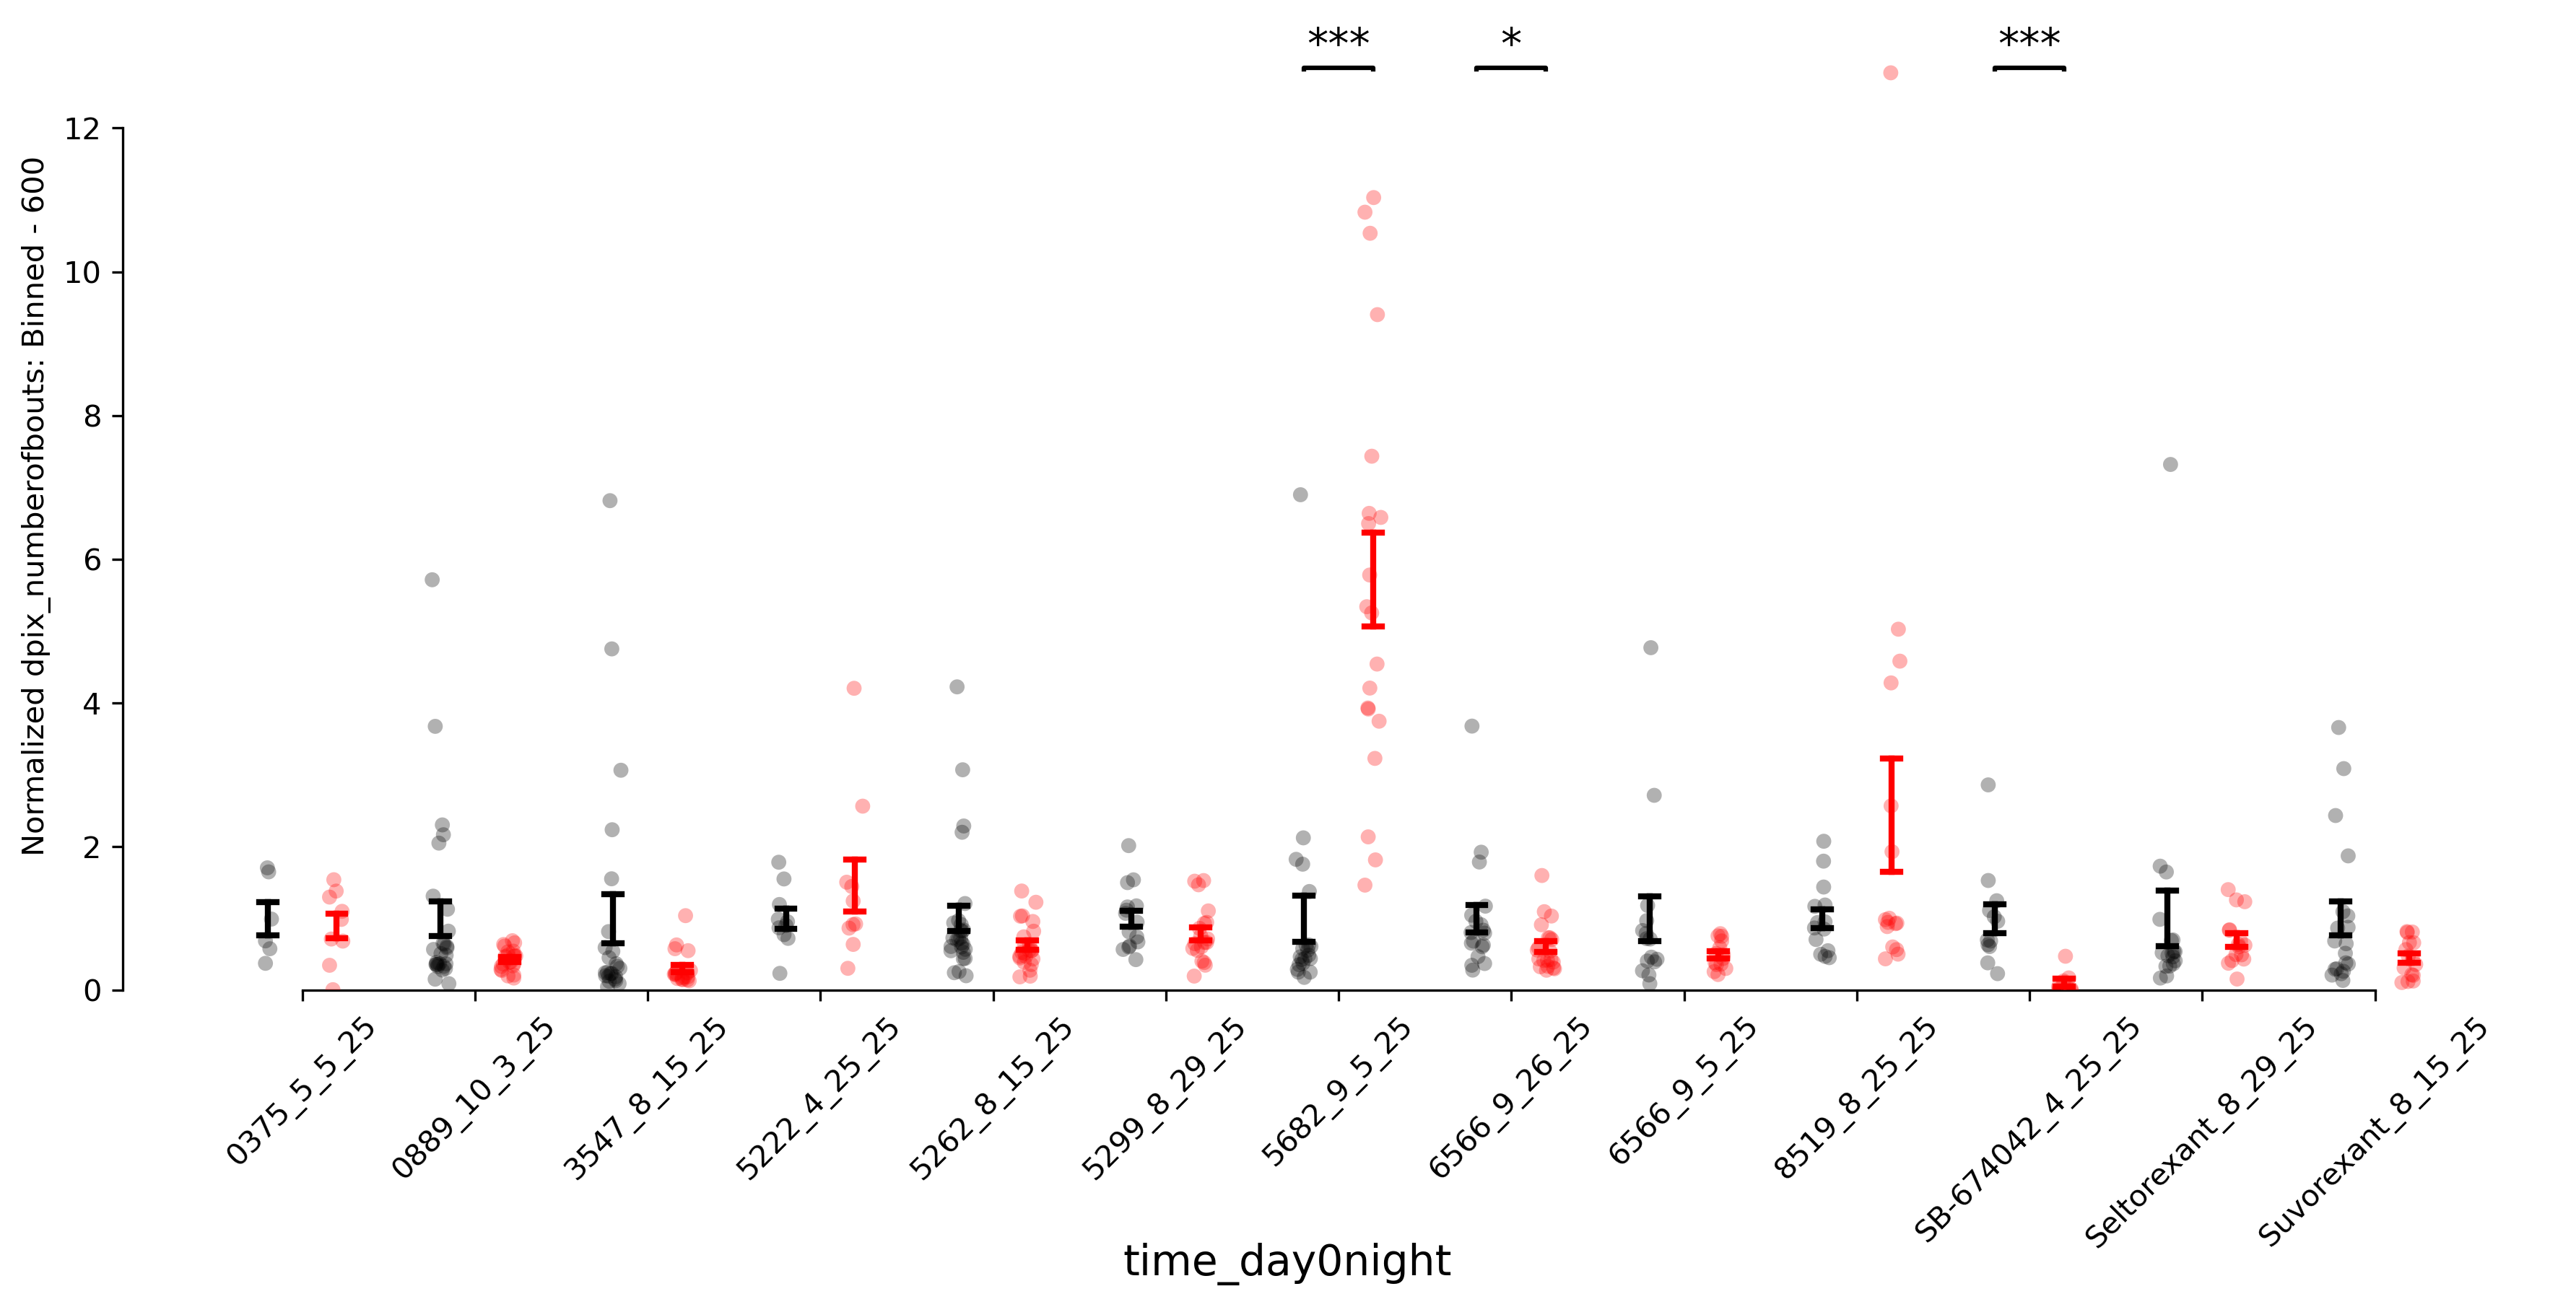 *** * ***
12
10
8
6
4
2
0
Normalized dpix_numberofbouts: Binned - 600
0375_5_5_25
0889_10_3_25
3547_8_15_25
5222_4_25_25
5262_8_15_25
5299_8_29_25
5682_9_5_25
6566_9_26_25
6566_9_5_25
8519_8_25_25
SB-674042_4_25_25
Seltorexant_8_29_25
Suvorexant_8_15_25
time_day0night